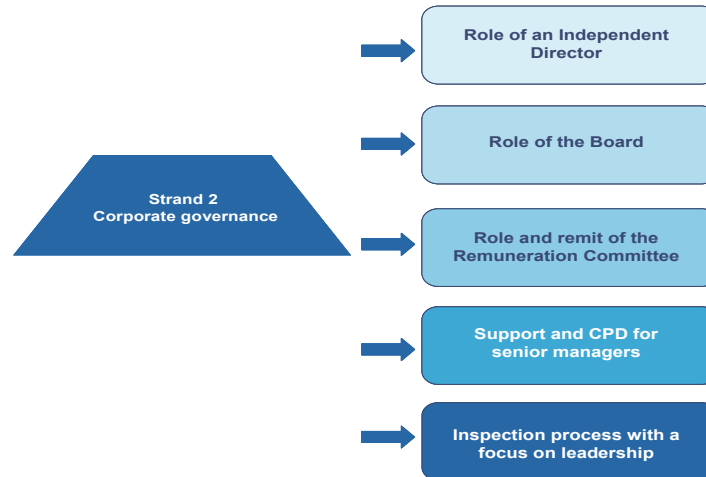 Role of an Independent
Director
Role of the Board
Strand 2
Corporate governance
Role and remit of the
Remuneration Committee
Support and CPD for
senior managers
Inspection process with a
focus on leadership